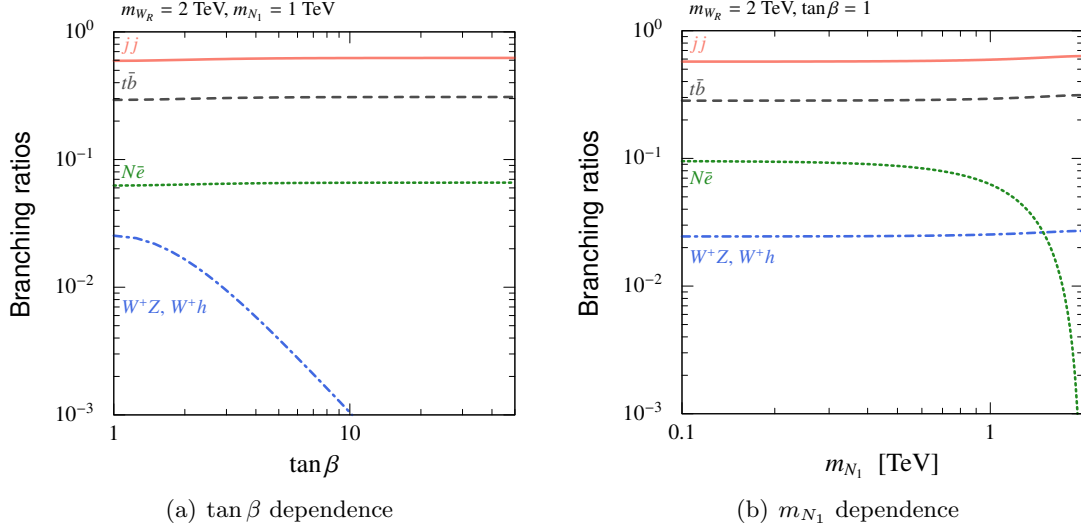 m_{W_R} = 2 TeV, m_{N_1} = 1 TeV
10^0
10^{-1}
10^{-2}
10^{-3}
Branching ratios
jj
tb̄
Nē
W^+Z, W^+h
1
10
tan β
(a) tan β dependence
m_{W_R} = 2 TeV, tan β = 1
10^0
10^{-1}
10^{-2}
10^{-3}
Branching ratios
jj
tb̄
Nē
W^+Z, W^+h
0.1
1
m_{N_1} [TeV]
(b) m_{N_1} dependence